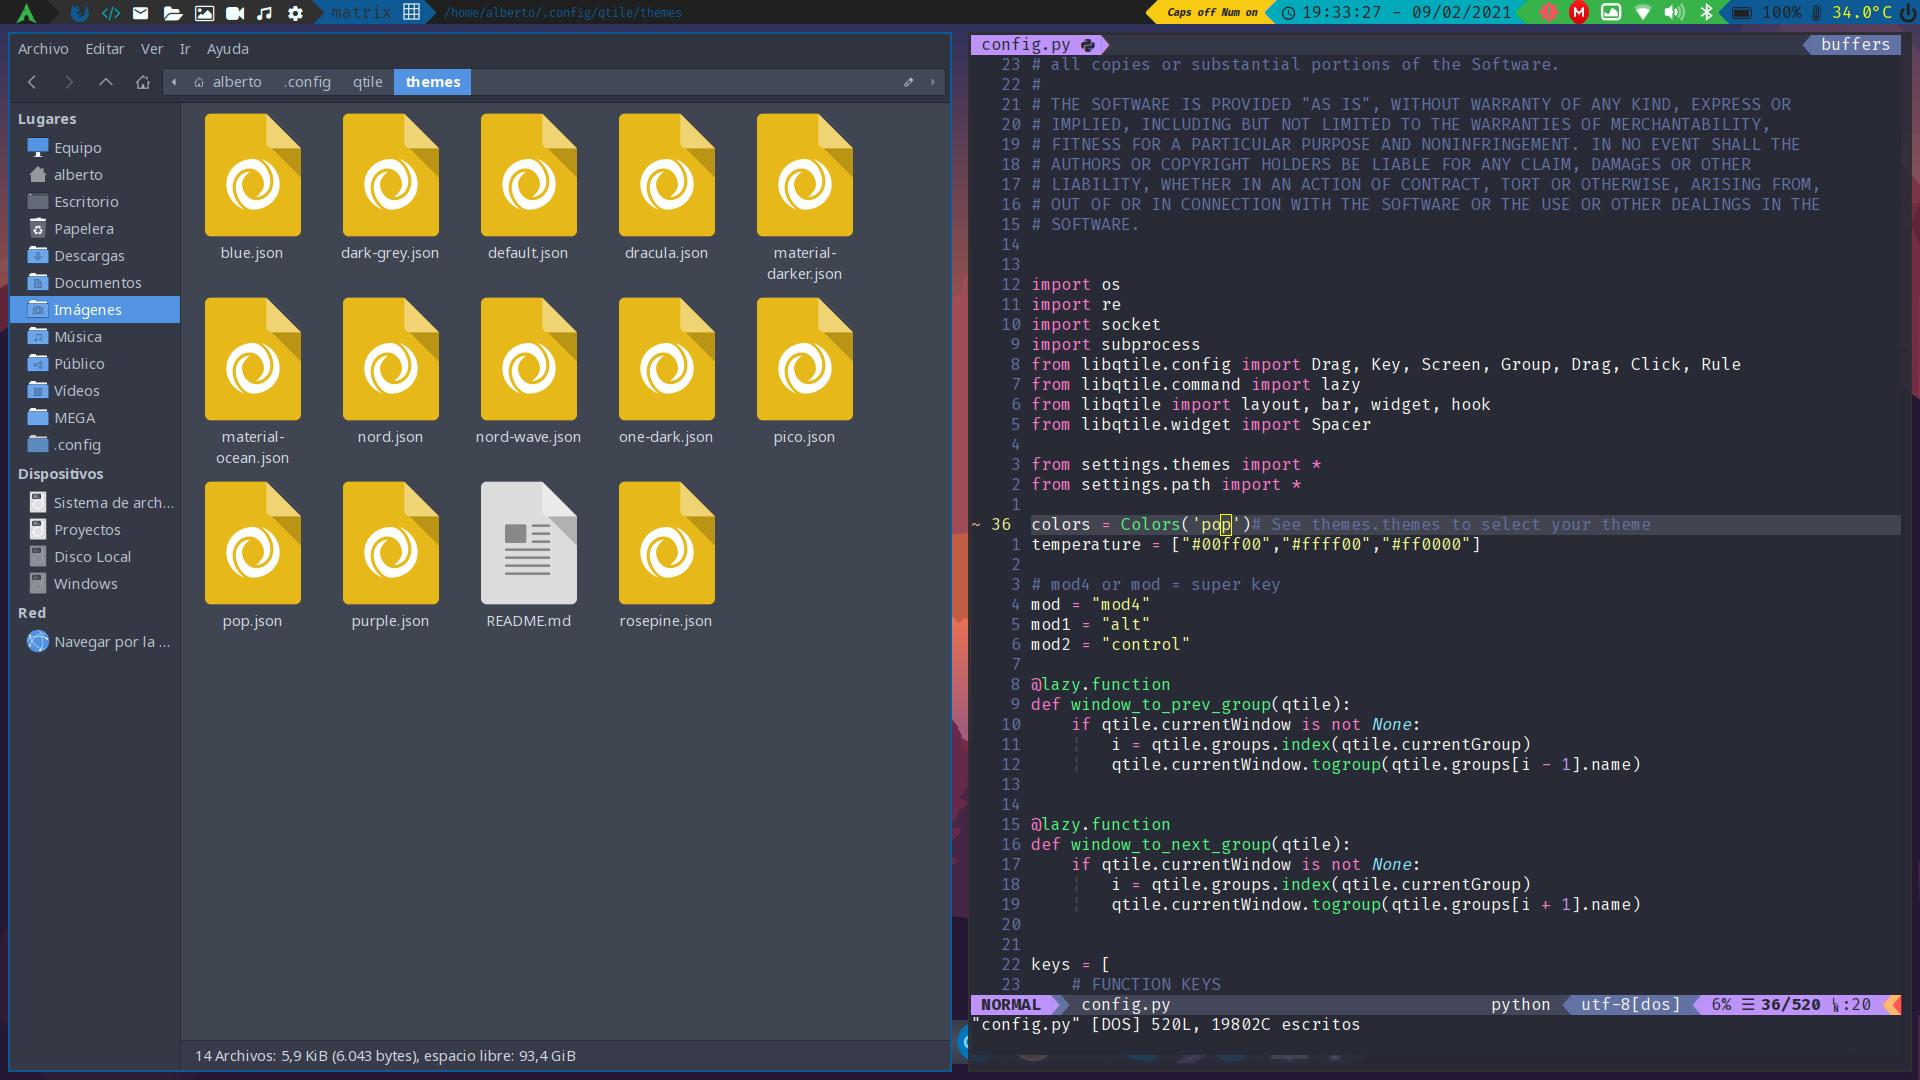 matrix /home/alberto/.config/qtile/themes
Caps off Num on 19:33:27 - 09/02/2021 M 100% 34.0°C
Archivo Editar Ver Ir Ayuda
alberto .config qtile themes
Lugares
Equipo
alberto
Escritorio
Papelera
Descargas
Documentos
Imágenes
Música
Público
Vídeos
MEGA
.config
Dispositivos
Sistema de arch...
Proyectos
Disco Local
Windows
Red
Navegar por la ...
blue.json
dark-grey.json
default.json
dracula.json
material-
darker.json
material-
ocean.json
nord.json
nord-wave.json
one-dark.json
pico.json
pop.json
purple.json
README.md
rosepine.json
14 Archivos: 5,9 KiB (6.043 bytes), espacio libre: 93,4 GiB
config.py buffers
23 # all copies or substantial portions of the Software.
22 #
21 # THE SOFTWARE IS PROVIDED "AS IS", WITHOUT WARRANTY OF ANY KIND, EXPRESS OR
20 # IMPLIED, INCLUDING BUT NOT LIMITED TO THE WARRANTIES OF MERCHANTABILITY,
19 # FITNESS FOR A PARTICULAR PURPOSE AND NONINFRINGEMENT. IN NO EVENT SHALL THE
18 # AUTHORS OR COPYRIGHT HOLDERS BE LIABLE FOR ANY CLAIM, DAMAGES OR OTHER
17 # LIABILITY, WHETHER IN AN ACTION OF CONTRACT, TORT OR OTHERWISE, ARISING FROM,
16 # OUT OF OR IN CONNECTION WITH THE SOFTWARE OR THE USE OR OTHER DEALINGS IN THE
15 # SOFTWARE.
14
13
12 import os
11 import re
10 import socket
9 import subprocess
8 from libqtile.config import Drag, Key, Screen, Group, Drag, Click, Rule
7 from libqtile.command import lazy
6 from libqtile import layout, bar, widget, hook
5 from libqtile.widget import Spacer
4
3 from settings.themes import *
2 from settings.path import *
1
~ 36 colors = Colors('pop')# See themes.themes to select your theme
1 temperature = ["#00ff00","#ffff00","#ff0000"]
2
3 # mod4 or mod = super key
4 mod = "mod4"
5 mod1 = "alt"
6 mod2 = "control"
7
8 @lazy.function
9 def window_to_prev_group(qtile):
10 if qtile.currentWindow is not None:
11 ¦ i = qtile.groups.index(qtile.currentGroup)
12 ¦ qtile.currentWindow.togroup(qtile.groups[i - 1].name)
13
14
15 @lazy.function
16 def window_to_next_group(qtile):
17 if qtile.currentWindow is not None:
18 ¦ i = qtile.groups.index(qtile.currentGroup)
19 ¦ qtile.currentWindow.togroup(qtile.groups[i + 1].name)
20
21
22 keys = [
23 # FUNCTION KEYS
NORMAL config.py python utf-8[dos] 6% ☰ 36/520 :20
"config.py" [DOS] 520L, 19802C escritos